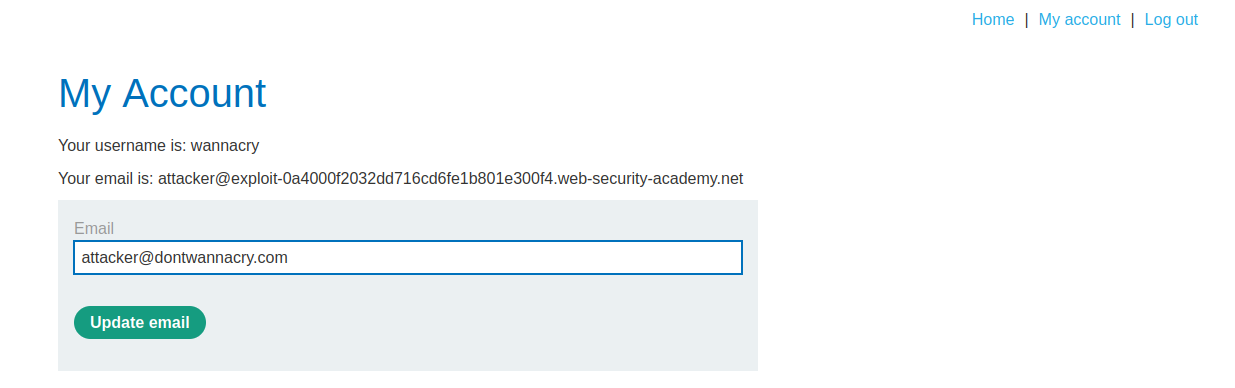 Home | My account | Log out
My Account
Your username is: wannacry
Your email is: attacker@exploit-0a4000f2032dd716cd6fe1b801e300f4.web-security-academy.net
Email
attacker@dontwannacry.com
Update email